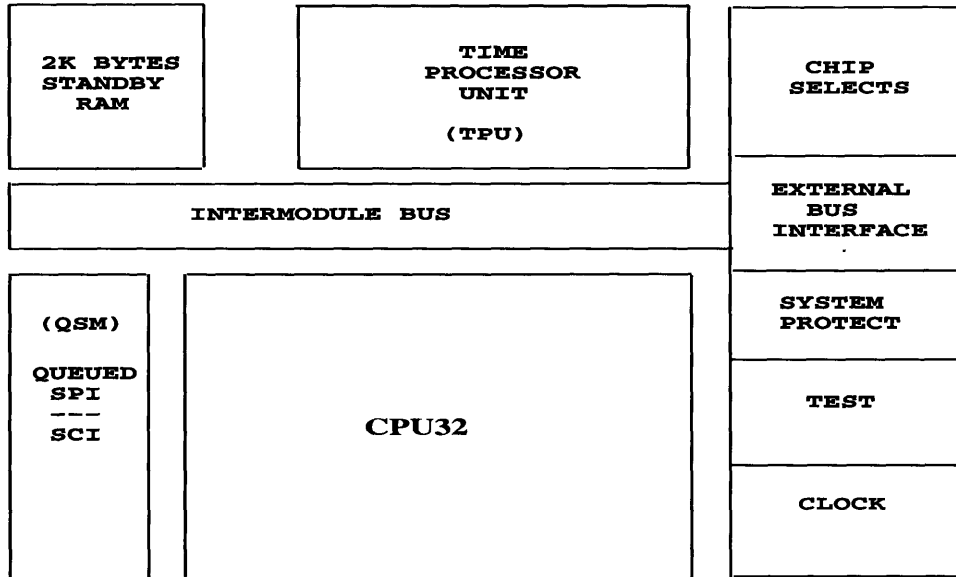 2K BYTES
STANDBY
RAM
TIME
PROCESSOR
UNIT
(TPU)
CHIP
SELECTS
INTERMODULE BUS
EXTERNAL
BUS
INTERFACE
(QSM)
QUEUED
SPI
---
SCI
CPU32
SYSTEM
PROTECT
TEST
CLOCK